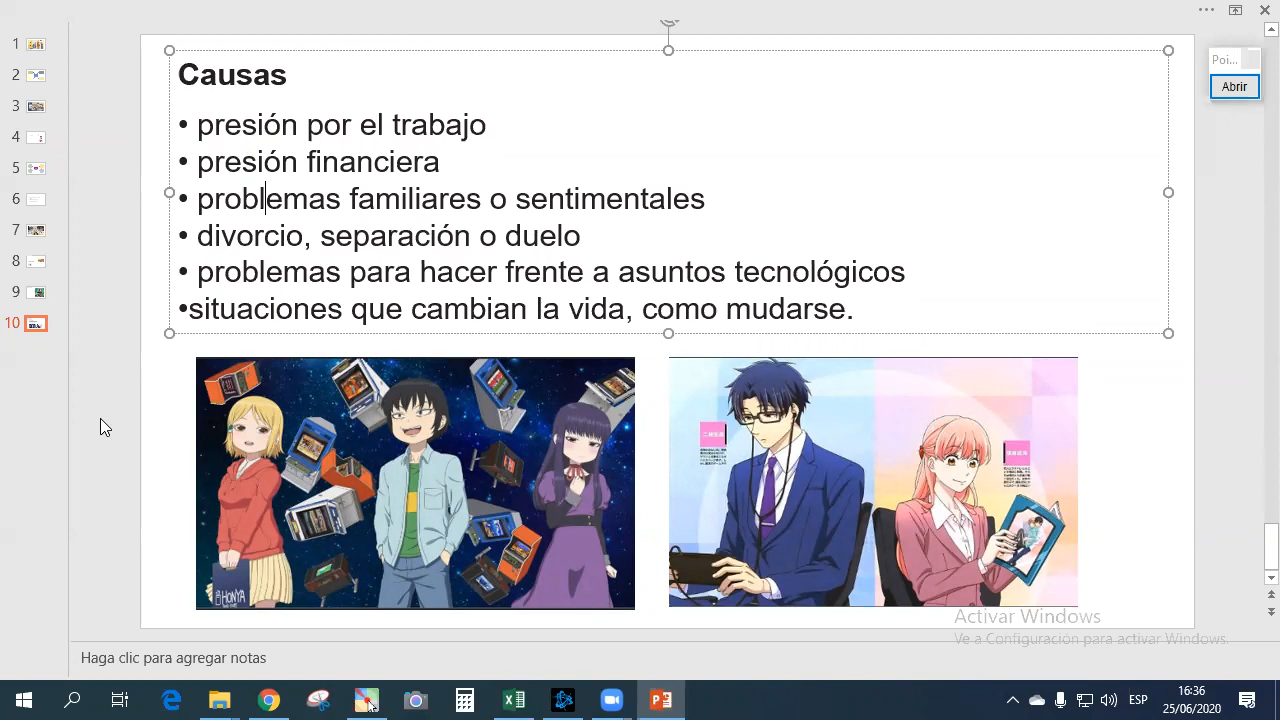 Poi...
Abrir
1
2
3
4
5
6
7
8
9
10
Causas
• presión por el trabajo
• presión financiera
• problemas familiares o sentimentales
• divorcio, separación o duelo
• problemas para hacer frente a asuntos tecnológicos
•situaciones que cambian la vida, como mudarse.
HONYA
Activar Windows
Ve a Configuración para activar Windows.
Haga clic para agregar notas
ESP
16:36
25/06/2020